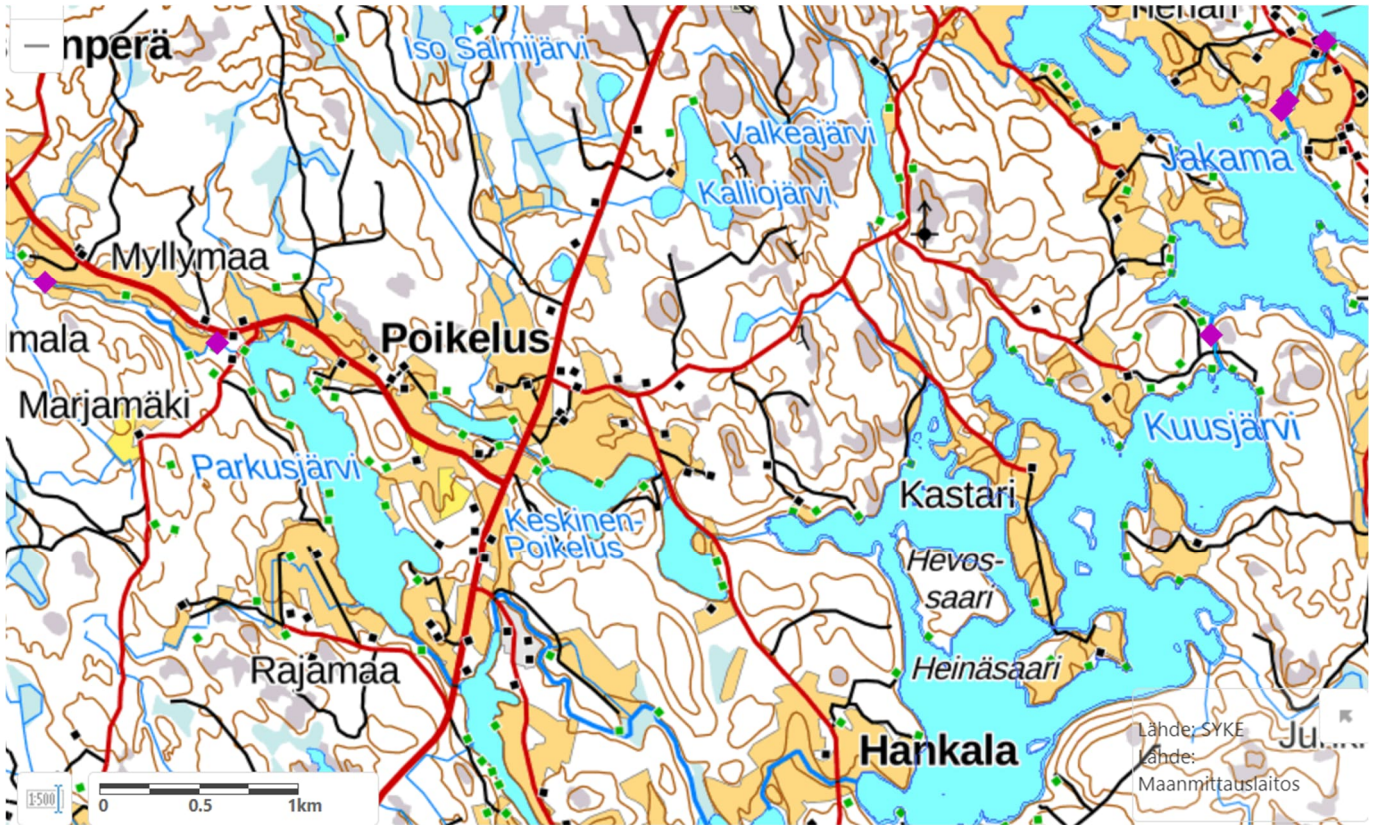 nperä
Iso Salmijärvi
Valkeajärvi
Jakama
Kalliojärvi
Myllymaa
mala
Poikelus
Marjamäki
Kuusjärvi
Parkusjärvi
Kastari
Keskinen-
Poikelus
Hevos-
saari
Rajamaa
Heinäsaari
Hankala
Lähde: SYKE
Lähde:
Maanmittauslaitos
1:500
0 0.5 1km